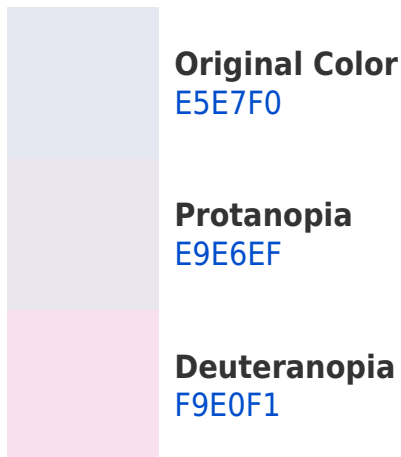 Original Color
E5E7F0
Protanopia
E9E6EF
Deuteranopia
F9E0F1